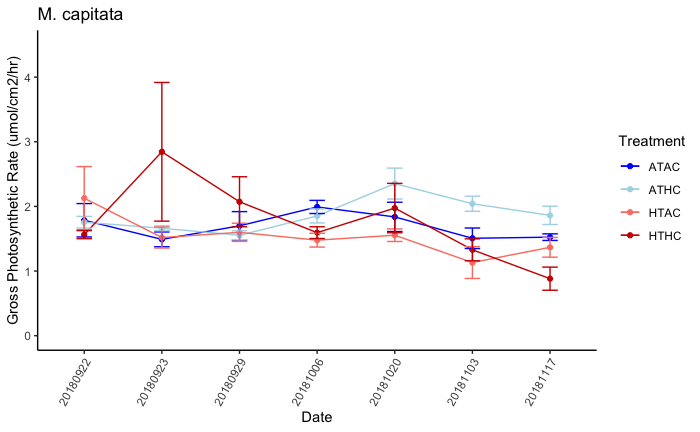 M. capitata
Gross Photosynthetic Rate (umol/cm2/hr)
4
3
2
1
0
20180922
20180923
20180929
20181006
20181020
20181103
20181117
Date
Treatment
ATAC
ATHC
HTAC
HTHC